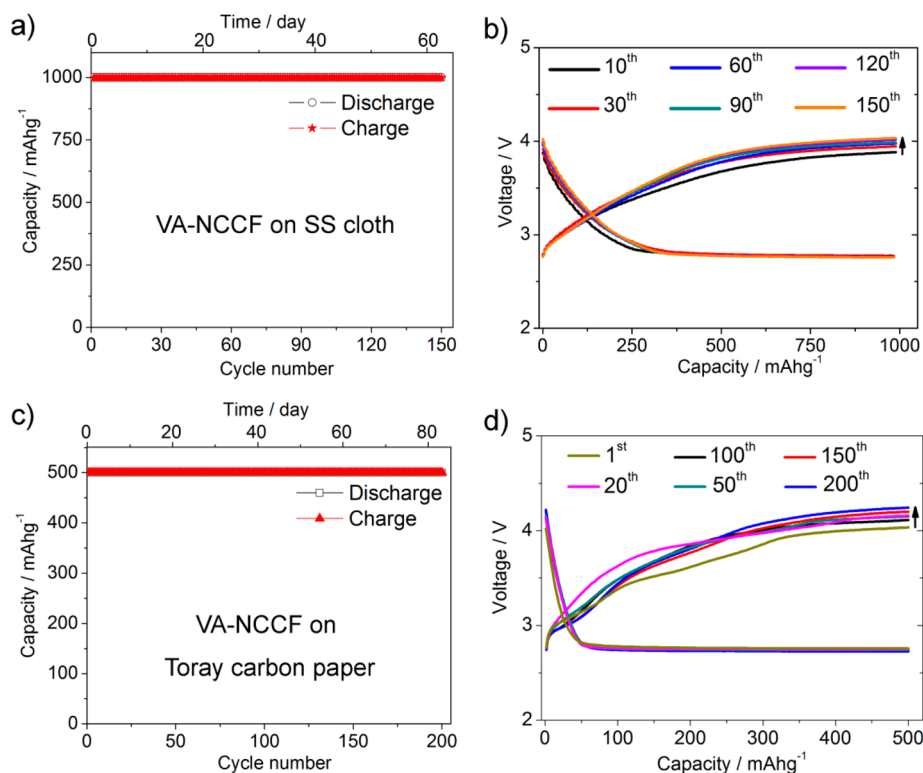 a)
Time / day
0 20 40 60
Capacity / mAhg⁻¹
1000
750
500
250
0
Discharge
Charge
VA-NCCF on SS cloth
0 30 60 90 120 150
Cycle number
b)
10th 60th 120th
30th 90th 150th
Voltage / V
4
3
2
0 250 500 750 1000
Capacity / mAhg⁻¹
c)
Time / day
0 20 40 60 80
Capacity / mAhg⁻¹
500
400
300
200
100
0
Discharge
Charge
VA-NCCF on
Toray carbon paper
0 50 100 150 200
Cycle number
d)
1st 100th 150th
20th 50th 200th
Voltage / V
5
4
3
2
0 100 200 300 400 500
Capacity / mAhg⁻¹